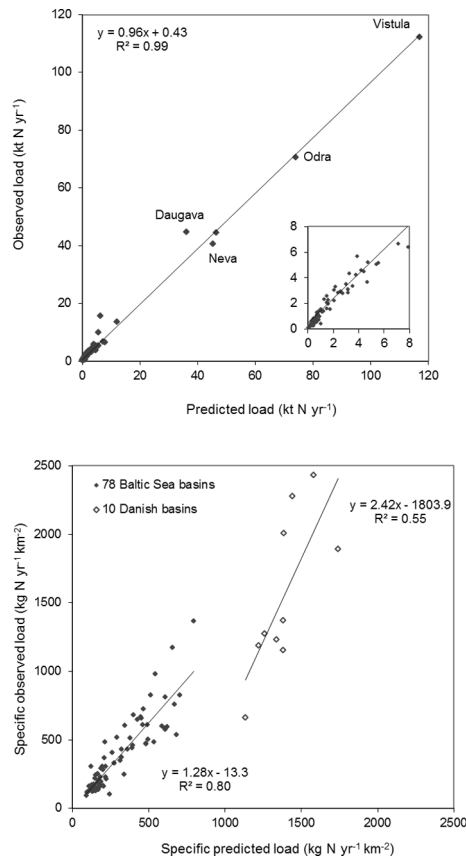 y = 0.96x + 0.43
R² = 0.99
Vistula
Odra
Daugava
Neva
Observed load (kt N yr⁻¹)
120
100
80
60
40
20
0
0 20 40 60 80 100 120
8
6
4
2
0
0 2 4 6 8
Predicted load (kt N yr⁻¹)
78 Baltic Sea basins
10 Danish basins
y = 2.42x - 1803.9
R² = 0.55
y = 1.28x - 13.3
R² = 0.80
Specific observed load (kg N yr⁻¹ km⁻²)
2500
2000
1500
1000
500
0
0 500 1000 1500 2000 2500
Specific predicted load (kg N yr⁻¹ km⁻²)